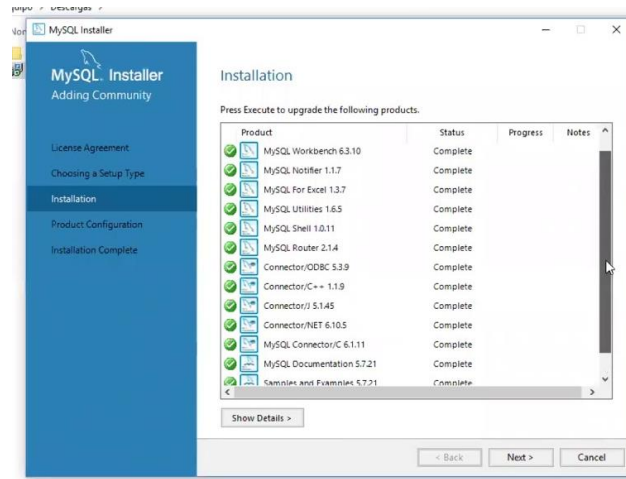 Descargas
MySQL Installer
MySQL. Installer
Adding Community
License Agreement
Choosing a Setup Type
Installation
Product Configuration
Installation Complete
Installation
Press Execute to upgrade the following products.
Product Status Progress Notes
MySQL Workbench 6.3.10 Complete
MySQL Notifier 1.1.7 Complete
MySQL For Excel 1.3.7 Complete
MySQL Utilities 1.6.5 Complete
MySQL Shell 1.0.11 Complete
MySQL Router 2.1.4 Complete
Connector/ODBC 5.3.9 Complete
Connector/C++ 1.1.9 Complete
Connector/J 5.1.45 Complete
Connector/NET 6.10.5 Complete
MySQL Connector/C 6.1.11 Complete
MySQL Documentation 5.7.21 Complete
Samples and Examples 5.7.21 Complete
Show Details >
< Back Next > Cancel